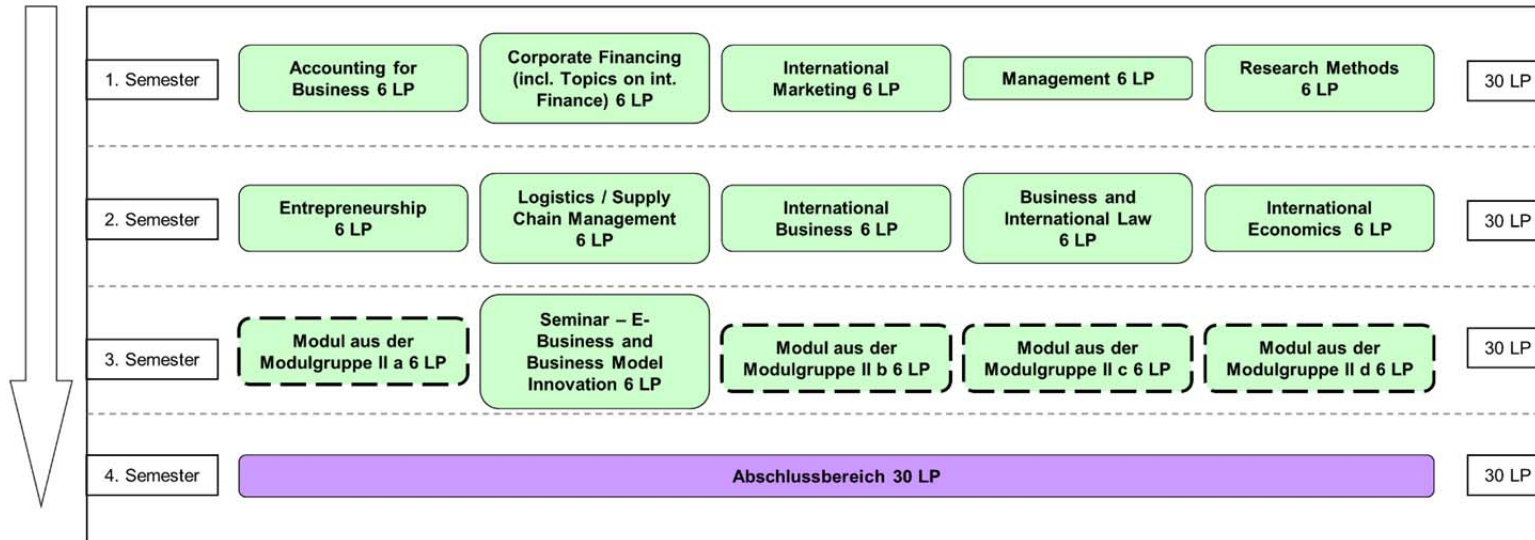 1. Semester
Accounting for
Business 6 LP
Corporate Financing
(incl. Topics on int.
Finance) 6 LP
International
Marketing 6 LP
Management 6 LP
Research Methods
6 LP
30 LP
2. Semester
Entrepreneurship
6 LP
Logistics / Supply
Chain Management
6 LP
International
Business 6 LP
Business and
International Law
6 LP
International
Economics 6 LP
30 LP
3. Semester
Modul aus der
Modulgruppe II a 6 LP
Seminar – E-
Business and
Business Model
Innovation 6 LP
Modul aus der
Modulgruppe II b 6 LP
Modul aus der
Modulgruppe II c 6 LP
Modul aus der
Modulgruppe II d 6 LP
30 LP
4. Semester
Abschlussbereich 30 LP
30 LP